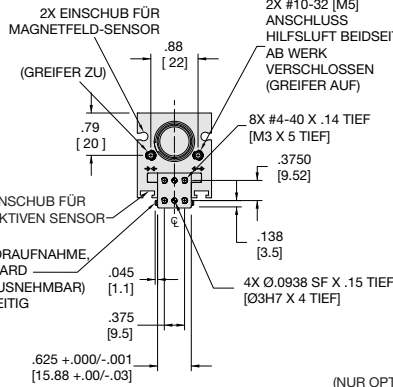 2X EINSCHUB FÜR
MAGNETFELD-SENSOR
2X #10-32 [M5]
ANSCHLUSS
HILFSLUFT BEIDSEIT
AB WERK
VERSCHLOSSEN
(GREIFER AUF)
.88
[ 22]
(GREIFER ZU)
.79
[ 20 ]
8X #4-40 X .14 TIEF
[M3 X 5 TIEF]
.3750
[9.52]
NSCHUB FÜR
KTIVEN SENSOR
℄
.138
[3.5]
ORAUFNAHME,
ARD
USNEHMBAR)
EITIG
.045
[1.1]
4X Ø.0938 SF X .15 TIEF
[Ø3H7 X 4 TIEF]
.375
[9.5]
.625 +.000/-.001
[15.88 +.00/-.03]
(NUR OPT